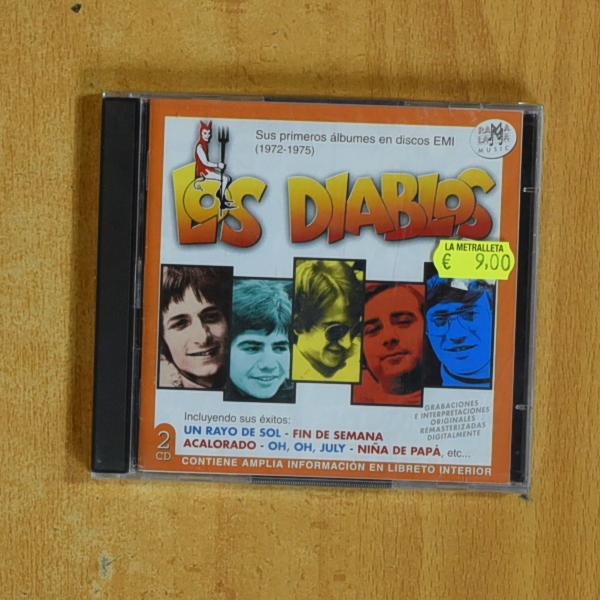 Sus primeros álbumes en discos EMI
(1972-1975)
RAMA
LAMA
MUSIC
LOS DIABLOS
LA METRALLETA
€ 9,00
GRABACIONES
E INTERPRETACIONES
ORIGINALES
REMASTERIZADAS
DIGITALMENTE
Incluyendo sus éxitos:
UN RAYO DE SOL - FIN DE SEMANA
ACALORADO - OH, OH, JULY - NIÑA DE PAPÁ, etc...
2
CD
CONTIENE AMPLIA INFORMACIÓN EN LIBRETO INTERIOR